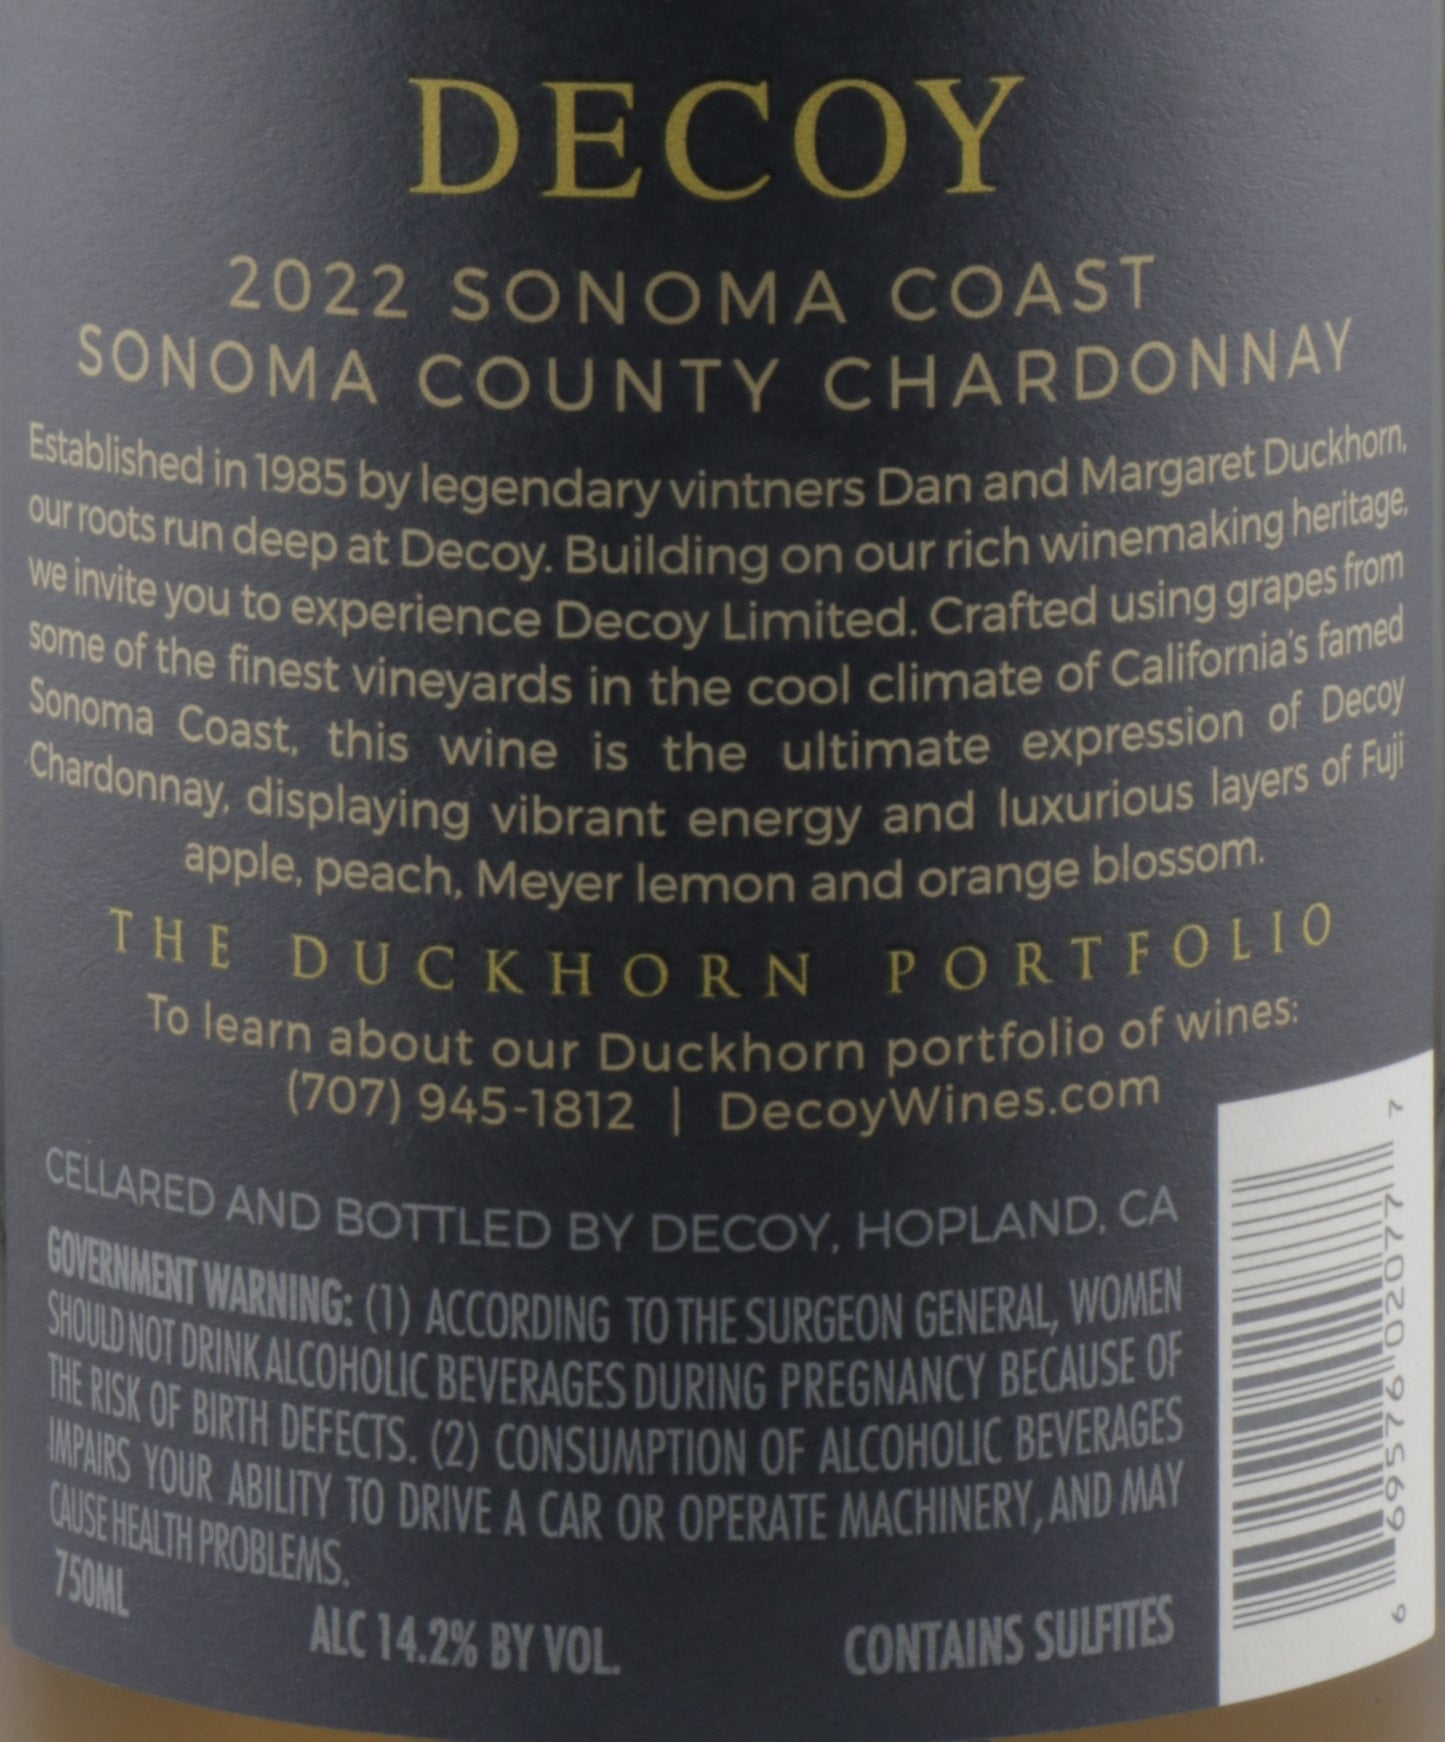 DECOY
2022 SONOMA COAST
SONOMA COUNTY CHARDONNAY
Established in 1985 by legendary vintners Dan and Margaret Duckhorn,
our roots run deep at Decoy. Building on our rich winemaking heritage,
we invite you to experience Decoy Limited. Crafted using grapes from
some of the finest vineyards in the cool climate of California's famed
Sonoma Coast, this wine is the ultimate expression of Decoy
Chardonnay, displaying vibrant energy and luxurious layers of Fuji
apple, peach, Meyer lemon and orange blossom.
THE DUCKHORN PORTFOLIO
To learn about our Duckhorn portfolio of wines:
(707) 945-1812 | DecoyWines.com
CELLARED AND BOTTLED BY DECOY, HOPLAND, CA
GOVERNMENT WARNING: (1) ACCORDING TO THE SURGEON GENERAL, WOMEN
SHOULD NOT DRINK ALCOHOLIC BEVERAGES DURING PREGNANCY BECAUSE OF
THE RISK OF BIRTH DEFECTS. (2) CONSUMPTION OF ALCOHOLIC BEVERAGES
IMPAIRS YOUR ABILITY TO DRIVE A CAR OR OPERATE MACHINERY, AND MAY
CAUSE HEALTH PROBLEMS.
750ML
ALC 14.2% BY VOL.
CONTAINS SULFITES
6 69576 02077 7